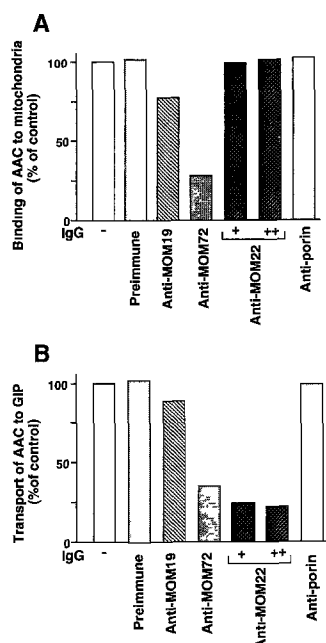 A
Binding of AAC to mitochondria
(% of control)
100
50
0
IgG
-
Preimmune
Anti-MOM19
Anti-MOM72
+
++
Anti-MOM22
Anti-porin
B
Transport of AAC to GIP
(%of control)
100
50
0
IgG
-
Preimmune
Anti-MOM19
Anti-MOM72
+
++
Anti-MOM22
Anti-porin